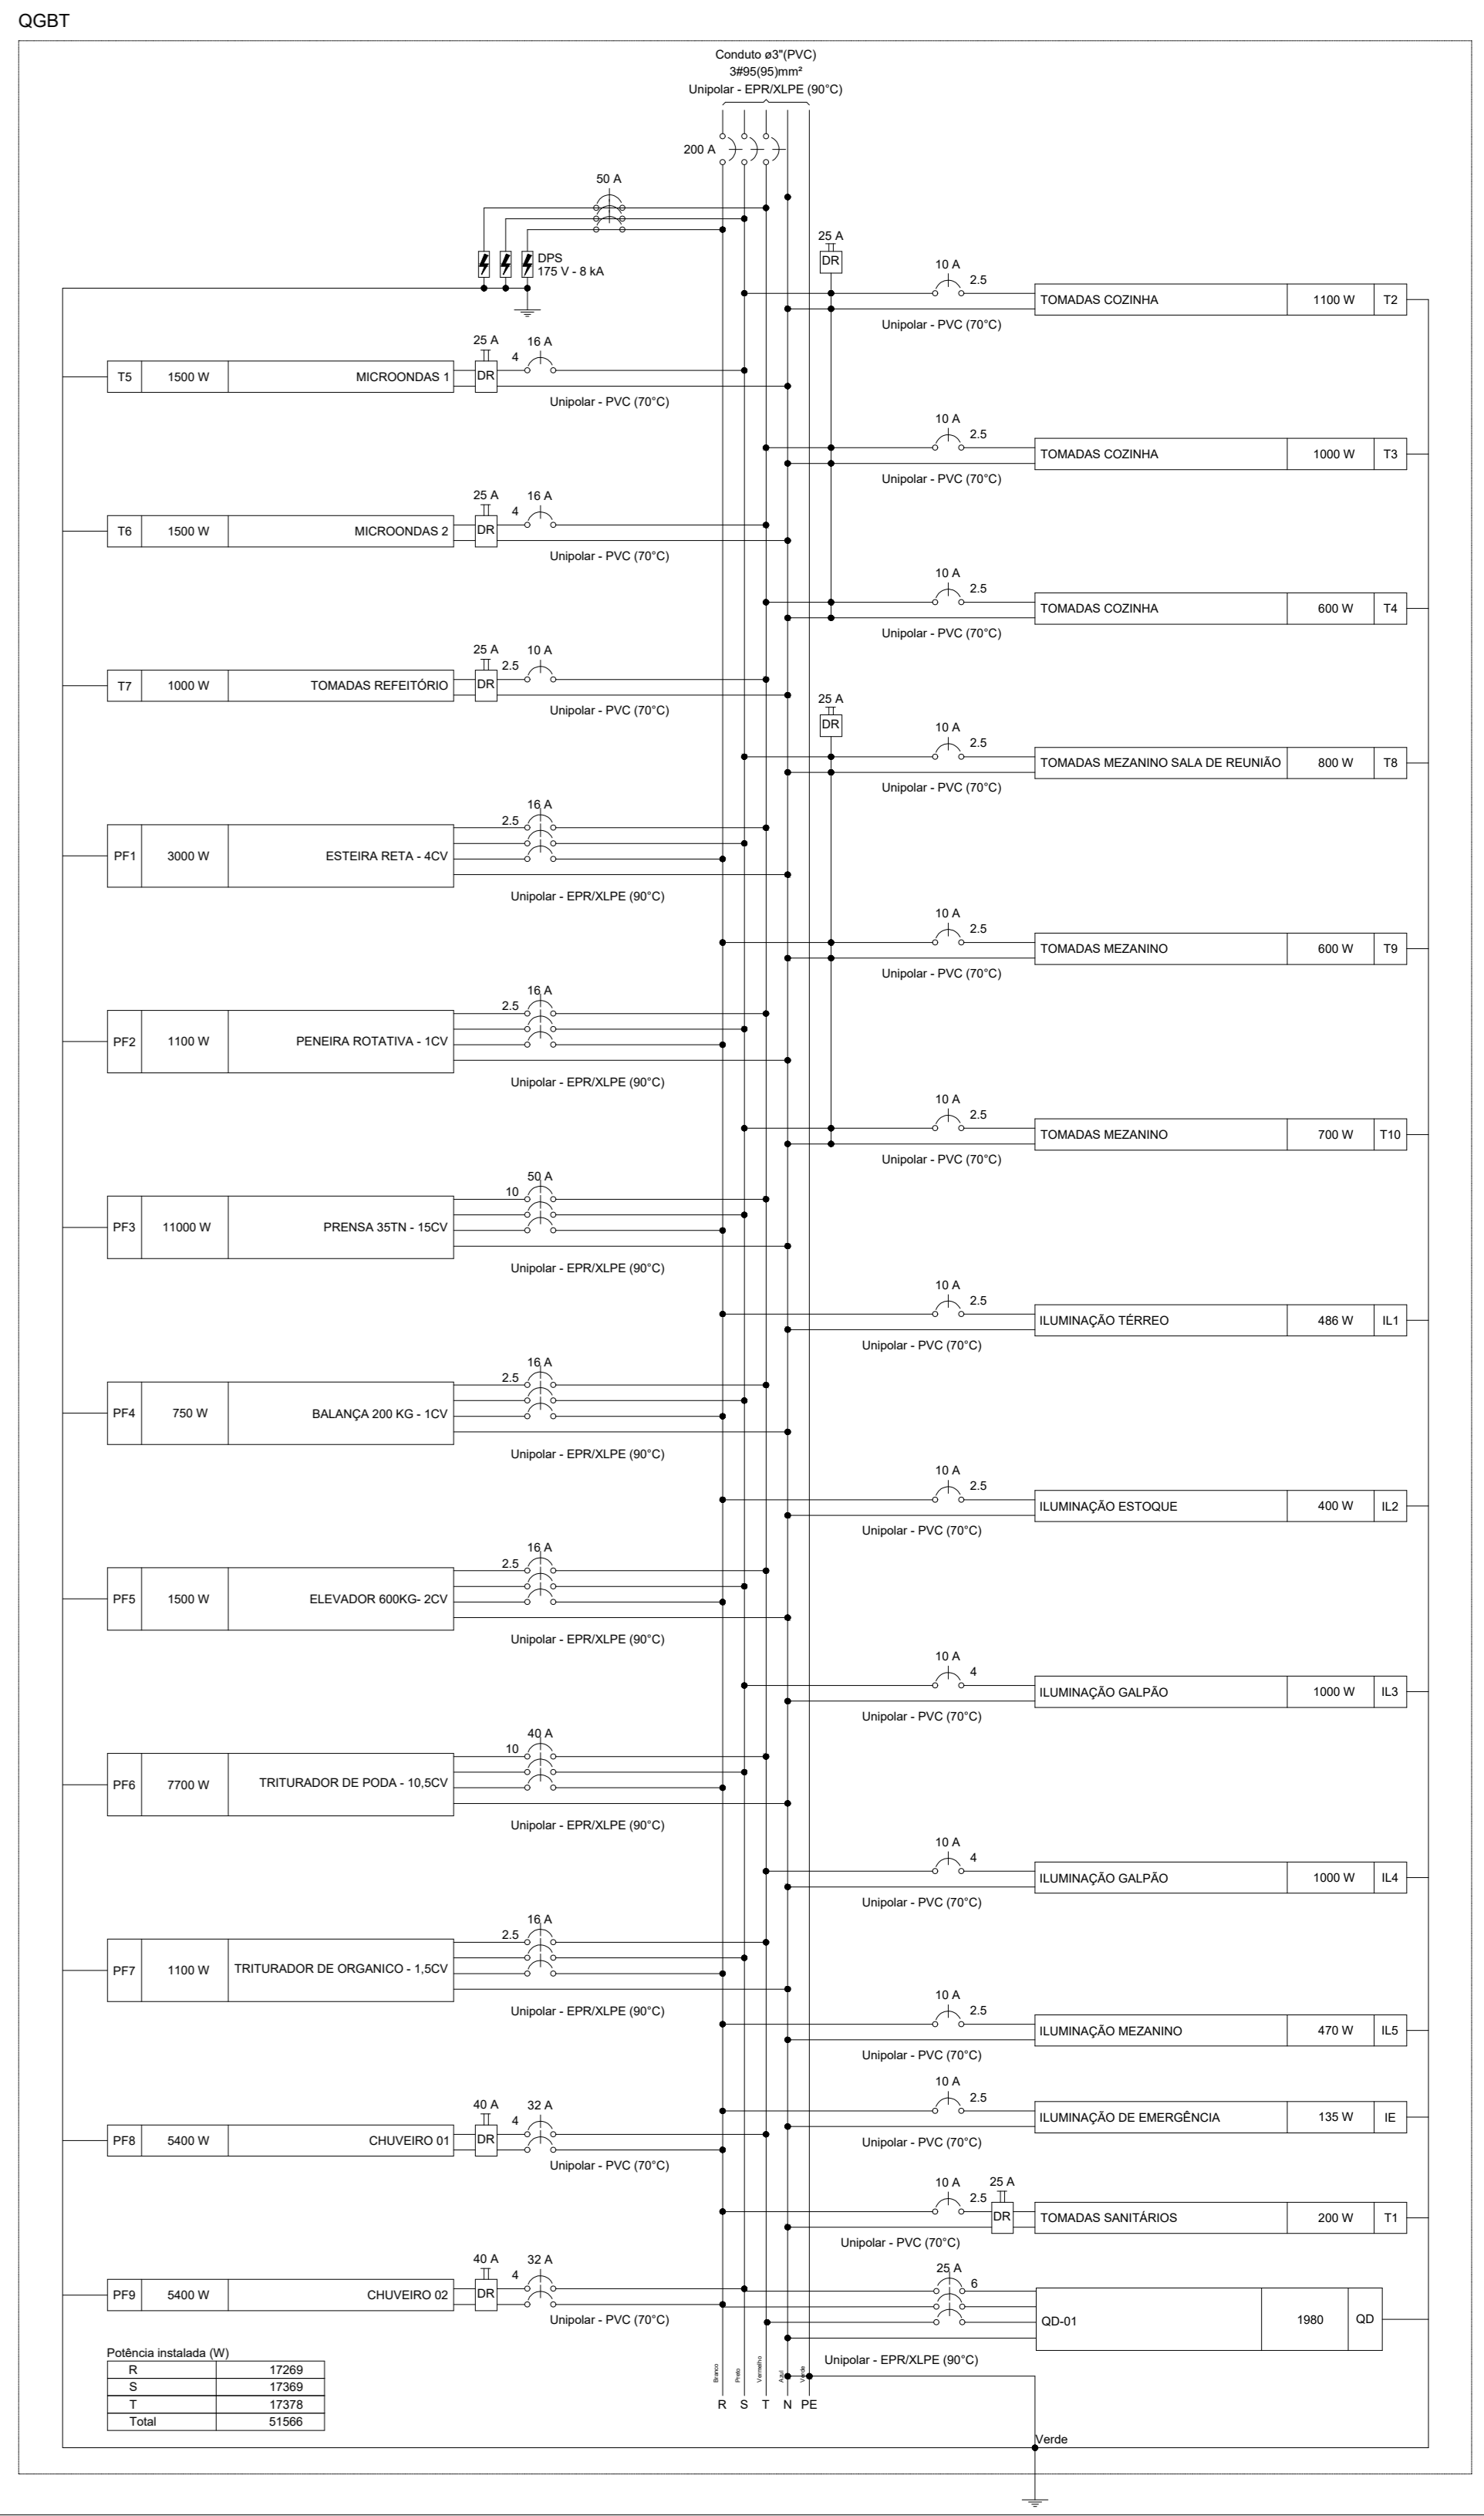 QGBT
Conduto ø3"(PVC)
3#95(95)mm²
Unipolar - EPR/XLPE (90°C)
200 A
50 A
DPS
175 V - 8 kA
25 A
DR
10 A
2.5
TOMADAS COZINHA 1100 W T2
Unipolar - PVC (70°C)
25 A
16 A
4
DR
T5 1500 W MICROONDAS 1
Unipolar - PVC (70°C)
10 A
2.5
TOMADAS COZINHA 1000 W T3
Unipolar - PVC (70°C)
25 A
16 A
4
DR
T6 1500 W MICROONDAS 2
Unipolar - PVC (70°C)
10 A
2.5
TOMADAS COZINHA 600 W T4
Unipolar - PVC (70°C)
25 A
10 A
2.5
DR
T7 1000 W TOMADAS REFEITÓRIO
Unipolar - PVC (70°C)
25 A
DR
10 A
2.5
TOMADAS MEZANINO SALA DE REUNIÃO 800 W T8
Unipolar - PVC (70°C)
16 A
2.5
PF1 3000 W ESTEIRA RETA - 4CV
Unipolar - EPR/XLPE (90°C)
10 A
2.5
TOMADAS MEZANINO 600 W T9
Unipolar - PVC (70°C)
16 A
2.5
PF2 1100 W PENEIRA ROTATIVA - 1CV
Unipolar - EPR/XLPE (90°C)
10 A
2.5
TOMADAS MEZANINO 700 W T10
Unipolar - PVC (70°C)
50 A
10
PF3 11000 W PRENSA 35TN - 15CV
Unipolar - EPR/XLPE (90°C)
10 A
2.5
ILUMINAÇÃO TÉRREO 486 W IL1
Unipolar - PVC (70°C)
16 A
2.5
PF4 750 W BALANÇA 200 KG - 1CV
Unipolar - EPR/XLPE (90°C)
10 A
2.5
ILUMINAÇÃO ESTOQUE 400 W IL2
Unipolar - PVC (70°C)
16 A
2.5
PF5 1500 W ELEVADOR 600KG- 2CV
Unipolar - EPR/XLPE (90°C)
10 A
4
ILUMINAÇÃO GALPÃO 1000 W IL3
Unipolar - PVC (70°C)
40 A
10
PF6 7700 W TRITURADOR DE PODA - 10,5CV
Unipolar - EPR/XLPE (90°C)
10 A
4
ILUMINAÇÃO GALPÃO 1000 W IL4
Unipolar - PVC (70°C)
16 A
2.5
PF7 1100 W TRITURADOR DE ORGANICO - 1,5CV
Unipolar - EPR/XLPE (90°C)
10 A
2.5
ILUMINAÇÃO MEZANINO 470 W IL5
Unipolar - PVC (70°C)
10 A
2.5
ILUMINAÇÃO DE EMERGÊNCIA 135 W IE
Unipolar - PVC (70°C)
40 A
32 A
4
DR
PF8 5400 W CHUVEIRO 01
Unipolar - PVC (70°C)
10 A
25 A
2.5
DR
TOMADAS SANITÁRIOS 200 W T1
Unipolar - PVC (70°C)
40 A
32 A
4
DR
PF9 5400 W CHUVEIRO 02
Unipolar - PVC (70°C)
25 A
6
QD-01 1980 QD
Unipolar - EPR/XLPE (90°C)
Potência instalada (W)
R 17269
S 17369
T 17378
Total 51566
Branco
Preto
Vermelho
Azul
Verde
R S T N PE
Verde